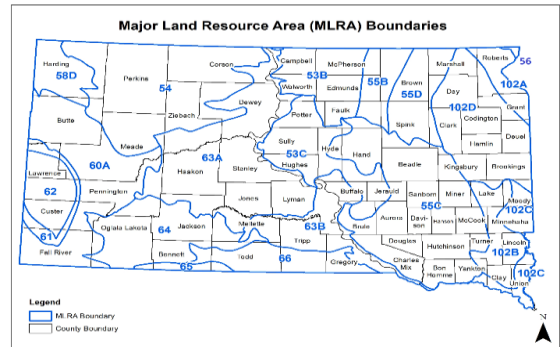 Major Land Resource Area (MLRA) Boundaries
Harding
58D
Perkins
54
Corson
Campbell
53B
McPherson
55B
Brown
55D
Marshall
Roberts
56
102A
Walworth
Edmunds
Day
102D
Grant
Dewey
Ziebach
Potter
Faulk
Spink
Clark
Codington
Deuel
Hamlin
Butte
Meade
60A
63A
Sully
53C
Hughes
Hyde
Hand
Beadle
Kingsbury
Brookings
Lawrence
62
Haakon
Stanley
Pennington
Custer
Jones
Lyman
Buffalo
Jerauld
Sanborn
55C
Miner
Lake
Moody
102C
61
Fall River
Oglala Lakota
64
Jackson
Mellette
63B
Brule
Aurora
Davi-
son
Hanson
McCook
Minnehaha
Bennett
65
Todd
66
Tripp
Gregory
Douglas
Charles
Mix
Hutchinson
Turner
Lincoln
102B
Bon
Homme
Yankton
Clay
102C
Union
Legend
MLRA Boundary
County Boundary
N